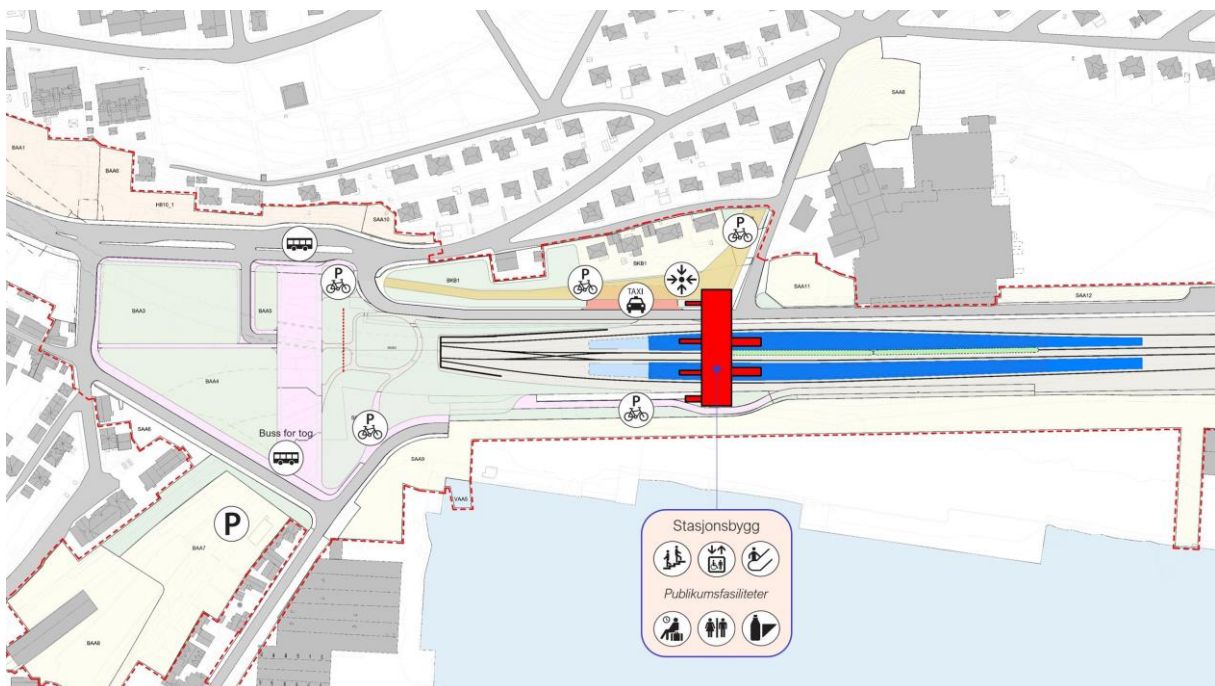 SAA8
BAA1
BAA6
HB10_1
SAA10
P
BKB1
P
P
BKB1
TAXI
SAA11
SAA12
BAA3
BAA5
BAA4
P
P
Buss for tog
SAA6
SAA9
VAA5
P
BAA7
BAA8
Stasjonsbygg
Publikumsfasiliteter